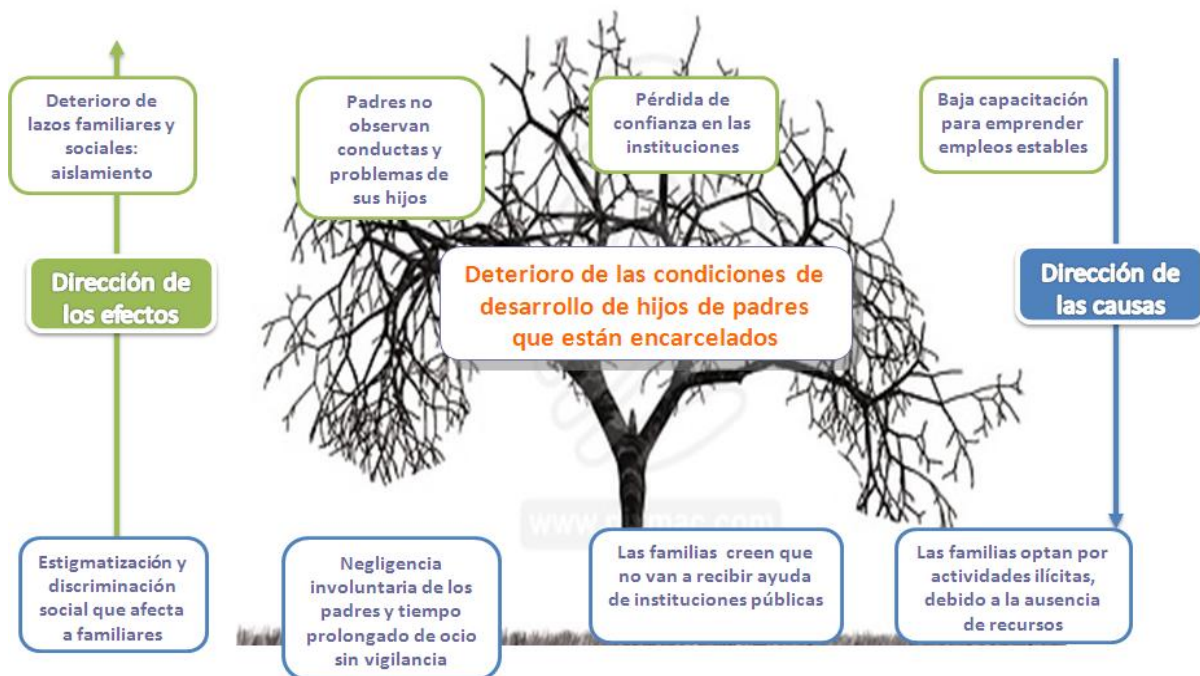 Deterioro de
lazos familiares y
sociales:
aislamiento
Padres no
observan
conductas y
problemas de
sus hijos
Pérdida de
confianza en las
instituciones
Baja capacitación
para emprender
empleos estables
Dirección de
los efectos
Deterioro de las condiciones de
desarrollo de hijos de padres
que están encarcelados
Dirección de
las causas
Estigmatización y
discriminación
social que afecta
a familiares
Negligencia
involuntaria de los
padres y tiempo
prolongado de ocio
sin vigilancia
Las familias creen que
no van a recibir ayuda
de instituciones públicas
Las familias optan por
actividades ilícitas,
debido a la ausencia
de recursos